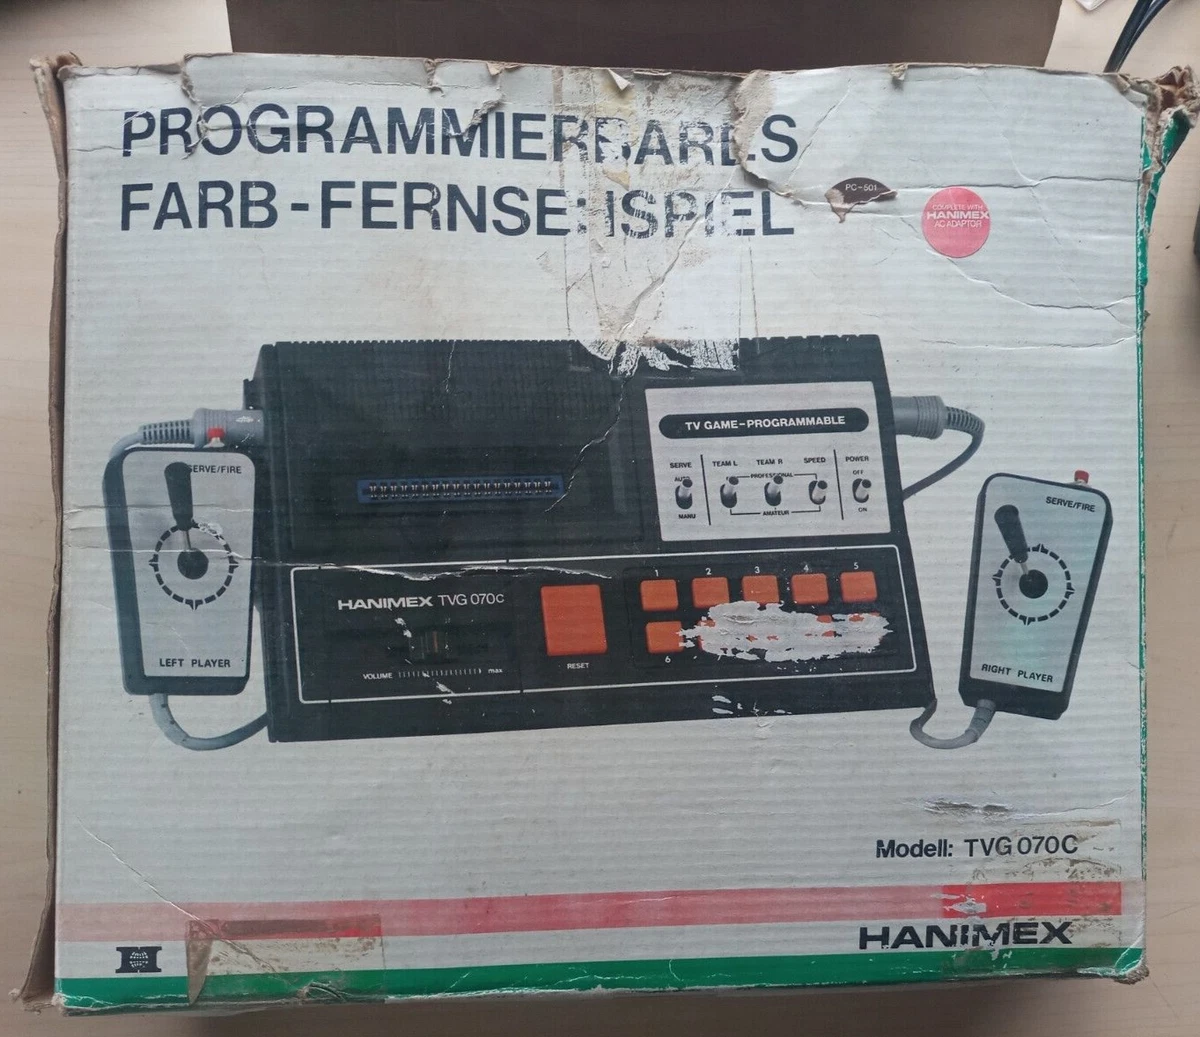 PROGRAMMIERBARES
FARB-FERNSEHSPIEL
PC-501
COMPLETE WITH
HANIMEX
AC ADAPTOR
TV GAME-PROGRAMMABLE
SERVE
TEAM L
TEAM R
SPEED
POWER
AUTO
PROFESSIONAL
OFF
MANU
AMATEUR
ON
SERVE/FIRE
LEFT PLAYER
SERVE/FIRE
RIGHT PLAYER
HANIMEX TVG 070C
VOLUME
max
RESET
1 2 3 4 5
6
Modell: TVG 070C
HANIMEX
H